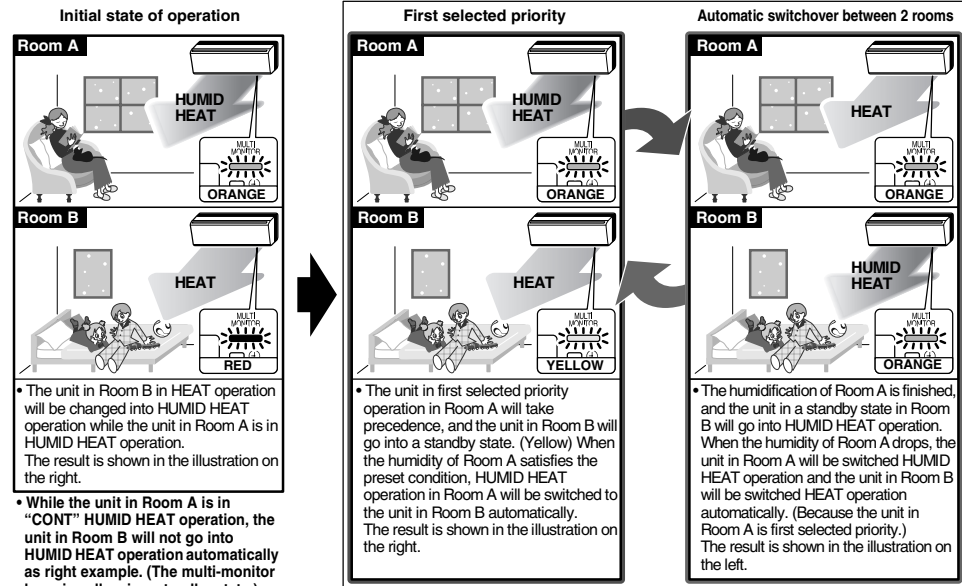 Initial state of operation
Room A
HUMID
HEAT
MULTI
MONITOR
ORANGE
Room B
HEAT
MULTI
MONITOR
RED
• The unit in Room B in HEAT operation
will be changed into HUMID HEAT
operation while the unit in Room A is in
HUMID HEAT operation.
The result is shown in the illustration on
the right.
• While the unit in Room A is in
“CONT” HUMID HEAT operation, the
unit in Room B will not go into
HUMID HEAT operation automatically
as right example. (The multi-monitor
First selected priority
Room A
HUMID
HEAT
MULTI
MONITOR
ORANGE
Room B
HEAT
MULTI
MONITOR
YELLOW
• The unit in first selected priority
operation in Room A will take
precedence, and the unit in Room B will
go into a standby state. (Yellow) When
the humidity of Room A satisfies the
preset condition, HUMID HEAT
operation in Room A will be switched to
the unit in Room B automatically.
The result is shown in the illustration on
the right.
Automatic switchover between 2 rooms
Room A
HEAT
MULTI
MONITOR
ORANGE
Room B
HUMID
HEAT
MULTI
MONITOR
ORANGE
• The humidification of Room A is finished,
and the unit in a standby state in Room
B will go into HUMID HEAT operation.
When the humidity of Room A drops, the
unit in Room A will be switched HUMID
HEAT operation and the unit in Room B
will be switched HEAT operation
automatically. (Because the unit in
Room A is first selected priority.)
The result is shown in the illustration on
the left.